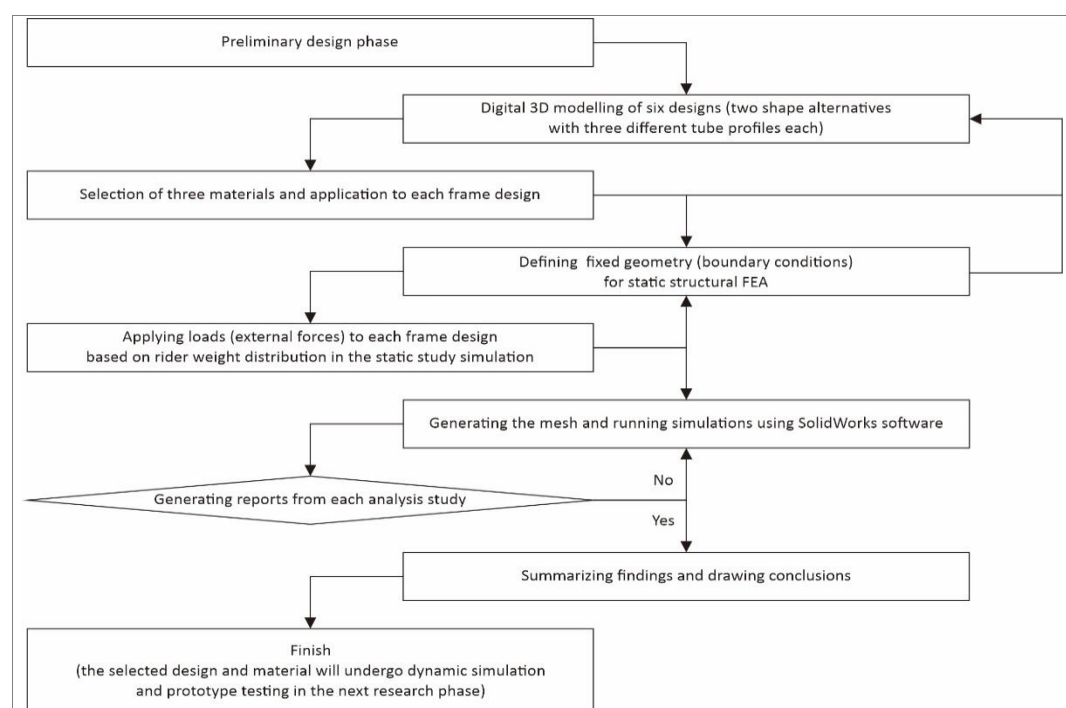 Preliminary design phase
Digital 3D modelling of six designs (two shape alternatives
with three different tube profiles each)
Selection of three materials and application to each frame design
Defining  fixed geometry (boundary conditions)
for static structural FEA
Applying loads (external forces) to each frame design
based on rider weight distribution in the static study simulation
Generating the mesh and running simulations using SolidWorks software
Generating reports from each analysis study
No
Yes
Summarizing findings and drawing conclusions
Finish
(the selected design and material will undergo dynamic simulation
and prototype testing in the next research phase)